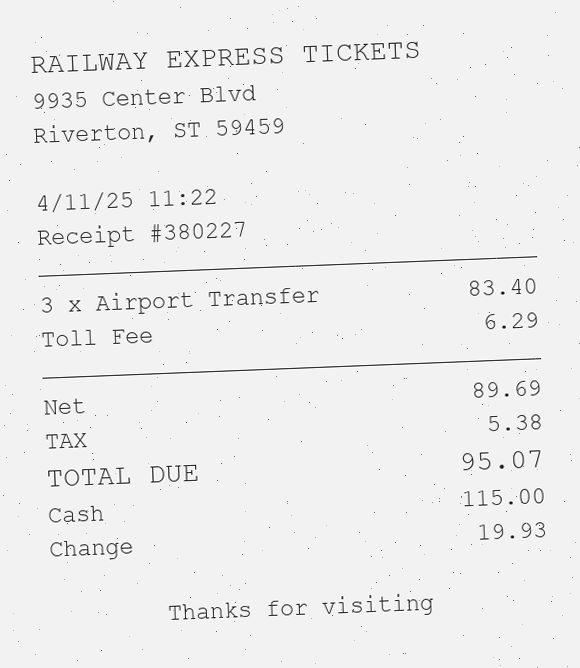 RAILWAY EXPRESS TICKETS
9935 Center Blvd
Riverton, ST 59459
4/11/25 11:22
Receipt #380227
3 x Airport Transfer 83.40
Toll Fee 6.29
Net 89.69
TAX 5.38
TOTAL DUE 95.07
Cash 115.00
Change 19.93
Thanks for visiting